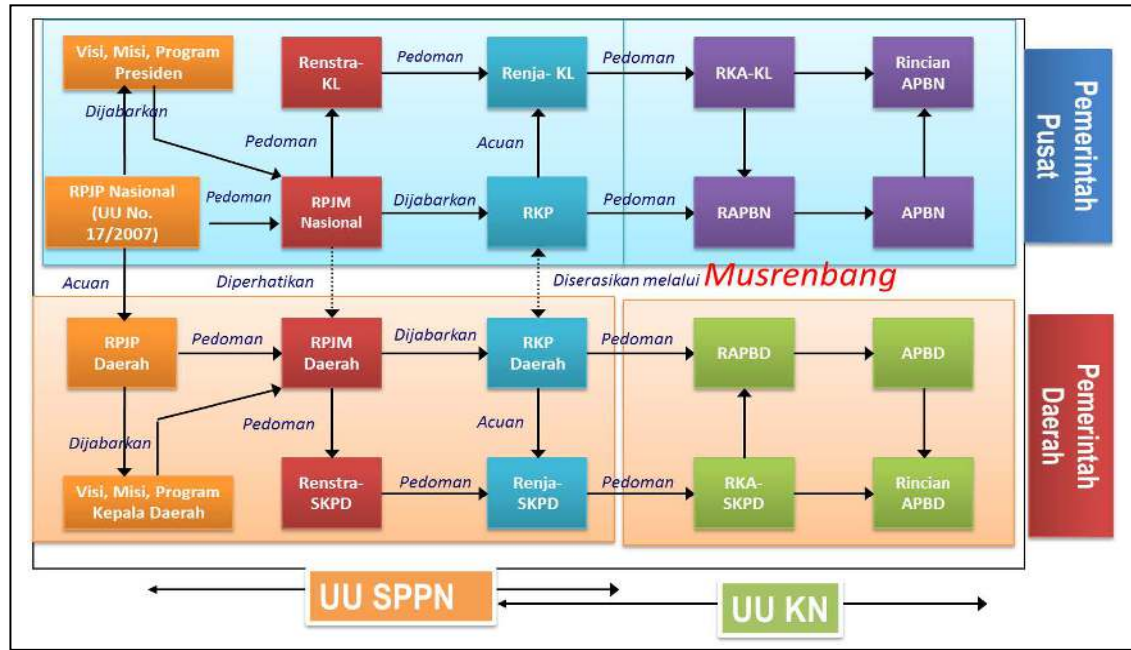 Visi, Misi, Program
Presiden
Renstra-
KL
Pedoman
Renja- KL
Pedoman
RKA-KL
Rincian
APBN
Dijabarkan
Pedoman
Acuan
RPJP Nasional
(UU No.
17/2007)
Pedoman
RPJM
Nasional
Dijabarkan
RKP
Pedoman
RAPBN
APBN
Pemerintah
Pusat
Acuan
Diperhatikan
Diserasikan melalui Musrenbang
RPJP
Daerah
Pedoman
RPJM
Daerah
Dijabarkan
RKP
Daerah
Pedoman
RAPBD
APBD
Dijabarkan
Pedoman
Acuan
Visi, Misi, Program
Kepala Daerah
Renstra-
SKPD
Pedoman
Renja-
SKPD
Pedoman
RKA-
SKPD
Rincian
APBD
Pemerintah
Daerah
UU SPPN
UU KN